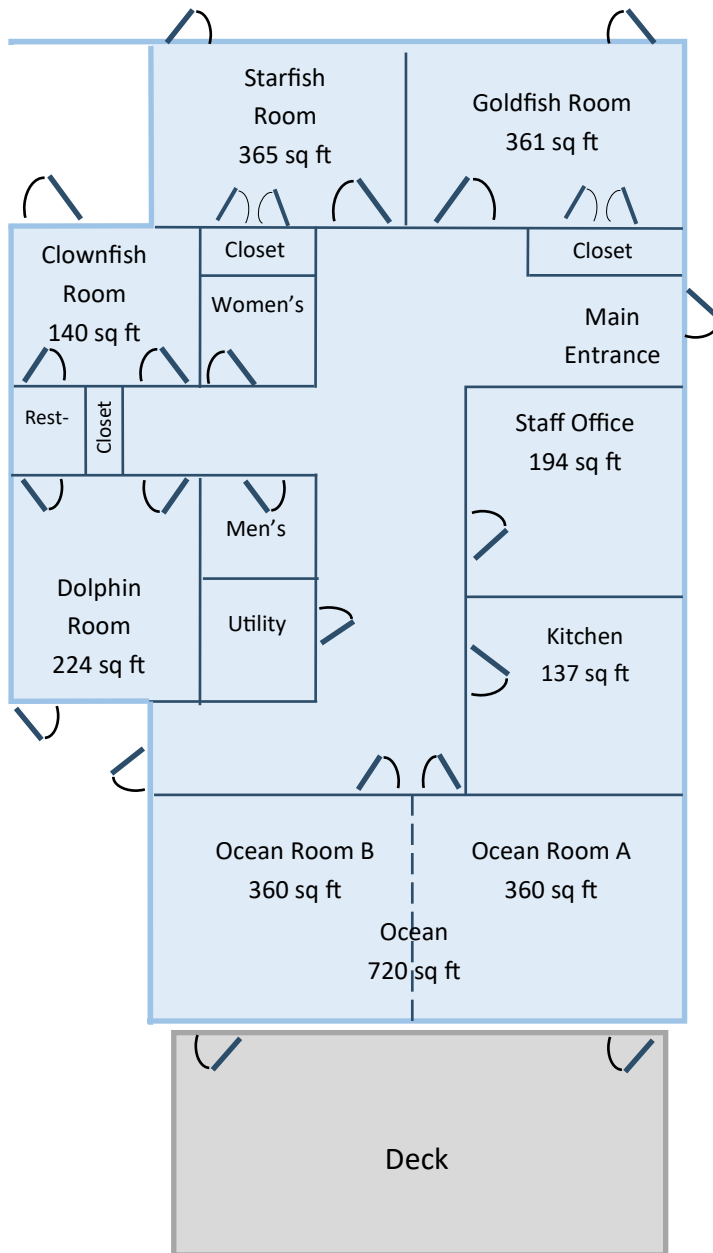 Starfish
Room
365 sq ft
Goldfish Room
361 sq ft
Clownfish
Room
140 sq ft
Closet
Women's
Closet
Main
Entrance
Rest-
Closet
Staff Office
194 sq ft
Men's
Dolphin
Room
224 sq ft
Utility
Kitchen
137 sq ft
Ocean Room B
360 sq ft
Ocean Room A
360 sq ft
Ocean
720 sq ft
Deck